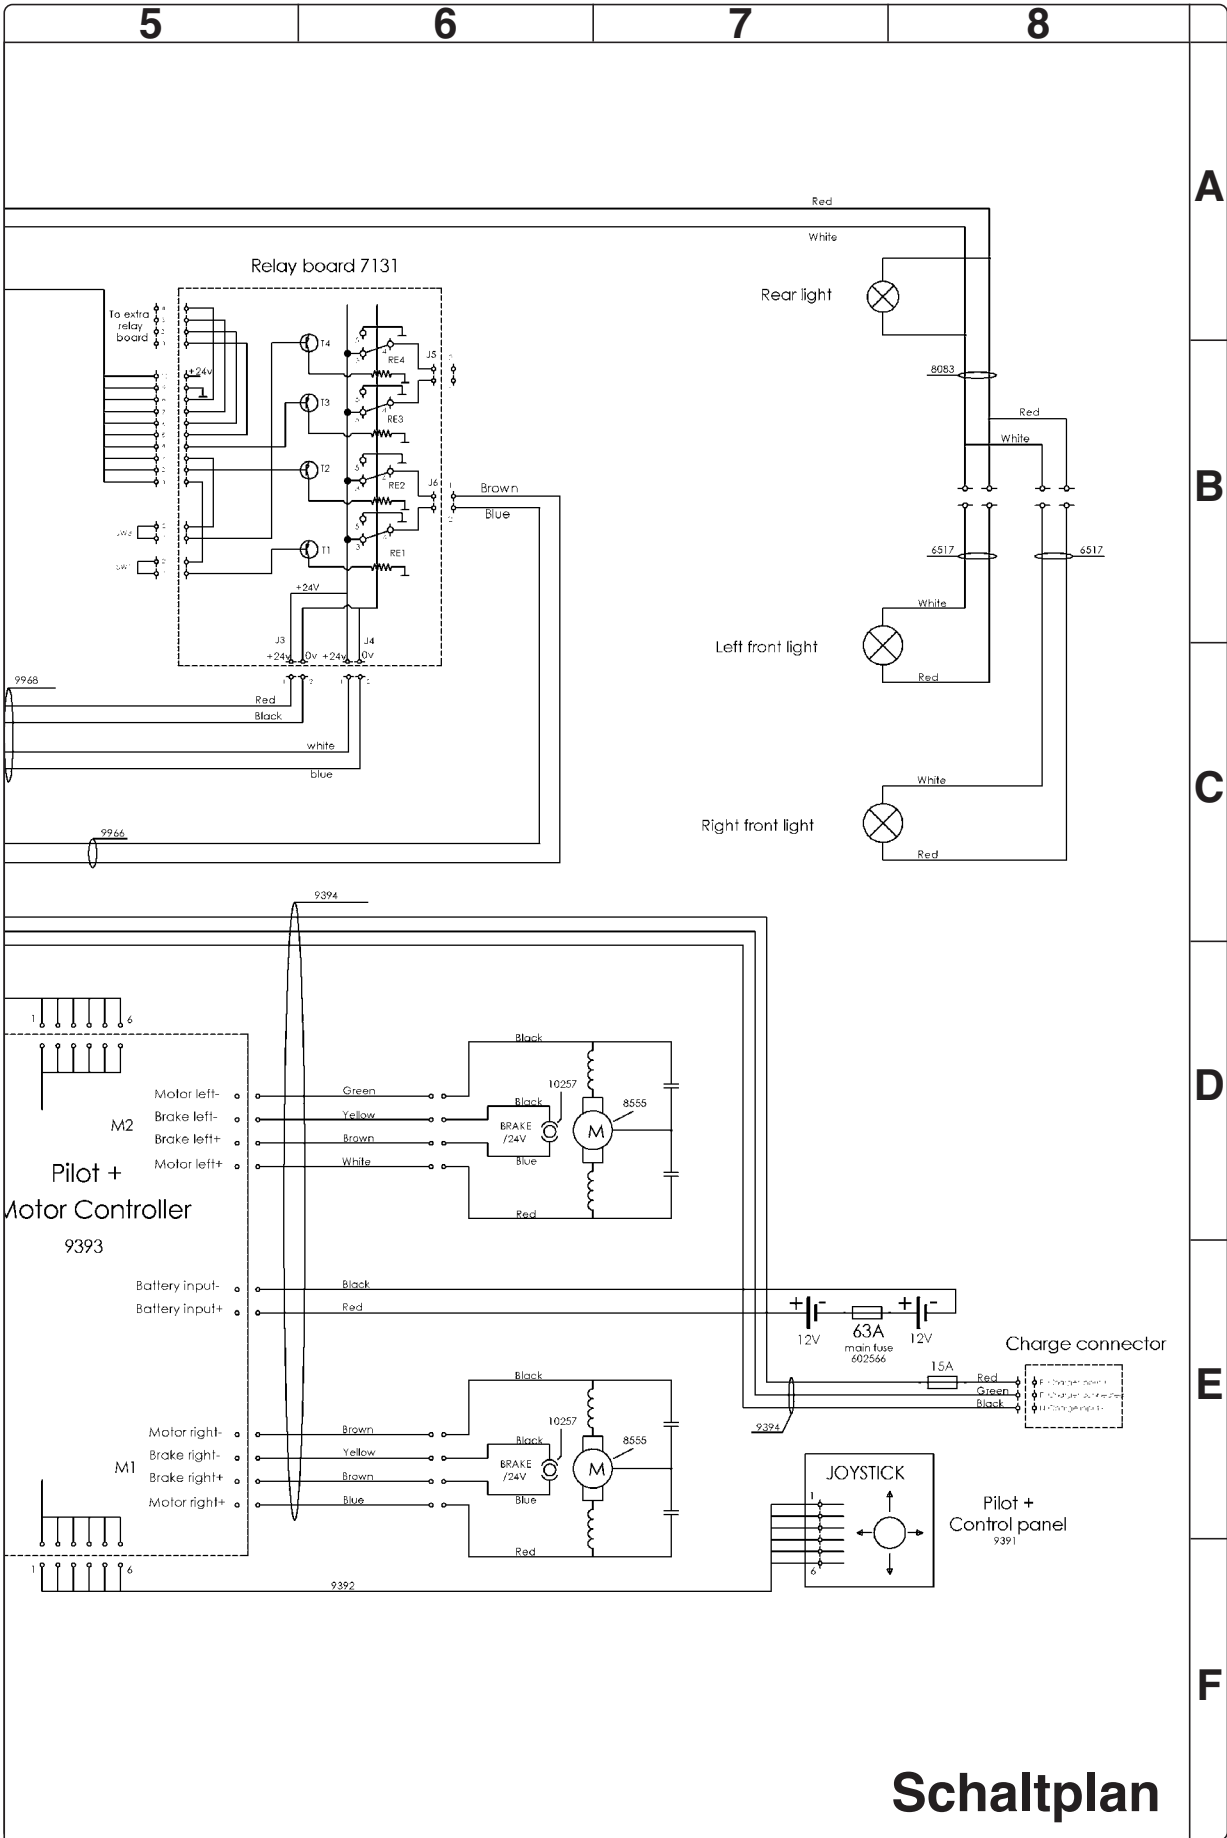 5 6 7 8
A
Red
White
Relay board 7131
Rear light
To extra
relay
board
T4
J5
RE4
+24v
8083
T3
RE3
Red
White
T2
RE2
J6
Brown
Blue
B
T1
RE1
6517
6517
+24V
White
J3 J4
+24v 0v +24v 0v
Left front light
9968
Red
Red
Black
white
blue
White
C
9966
Right front light
Red
9394
1 6
Black
Motor left-
Green
10257
Black
8555
D
M2
Brake left-
Yellow
BRAKE
/24V
M
Brake left+
Brown
Blue
Motor left+
White
Pilot +
Motor Controller
Red
9393
Battery input-
Black
Battery input+
Red
+ - + -
12V
63A
main fuse
602566
12V
Charge connector
15A
Red
Green
Black
E
Black
9394
Motor right-
Brown
10257
Black
8555
M1
Brake right-
Yellow
BRAKE
/24V
M
Brake right+
Brown
Blue
Motor right+
Blue
JOYSTICK
1
6
Pilot +
Control panel
9391
Red
1 6
9392
F
Schaltplan